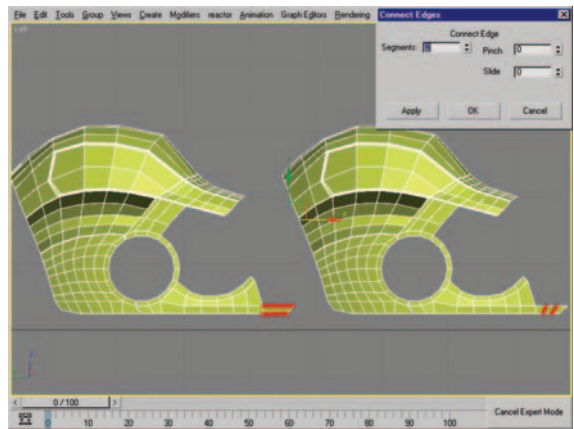 File Edit Tools Group Views Create Modifiers reactor Animation Graph Editors Rendering
Connect Edges
Left
Connect Edge
Segments: 2
Pinch 0
Slide 0
Apply OK Cancel
0 / 100
0 10 20 30 40 50 60 70 80 90 100
Cancel Expert Mode